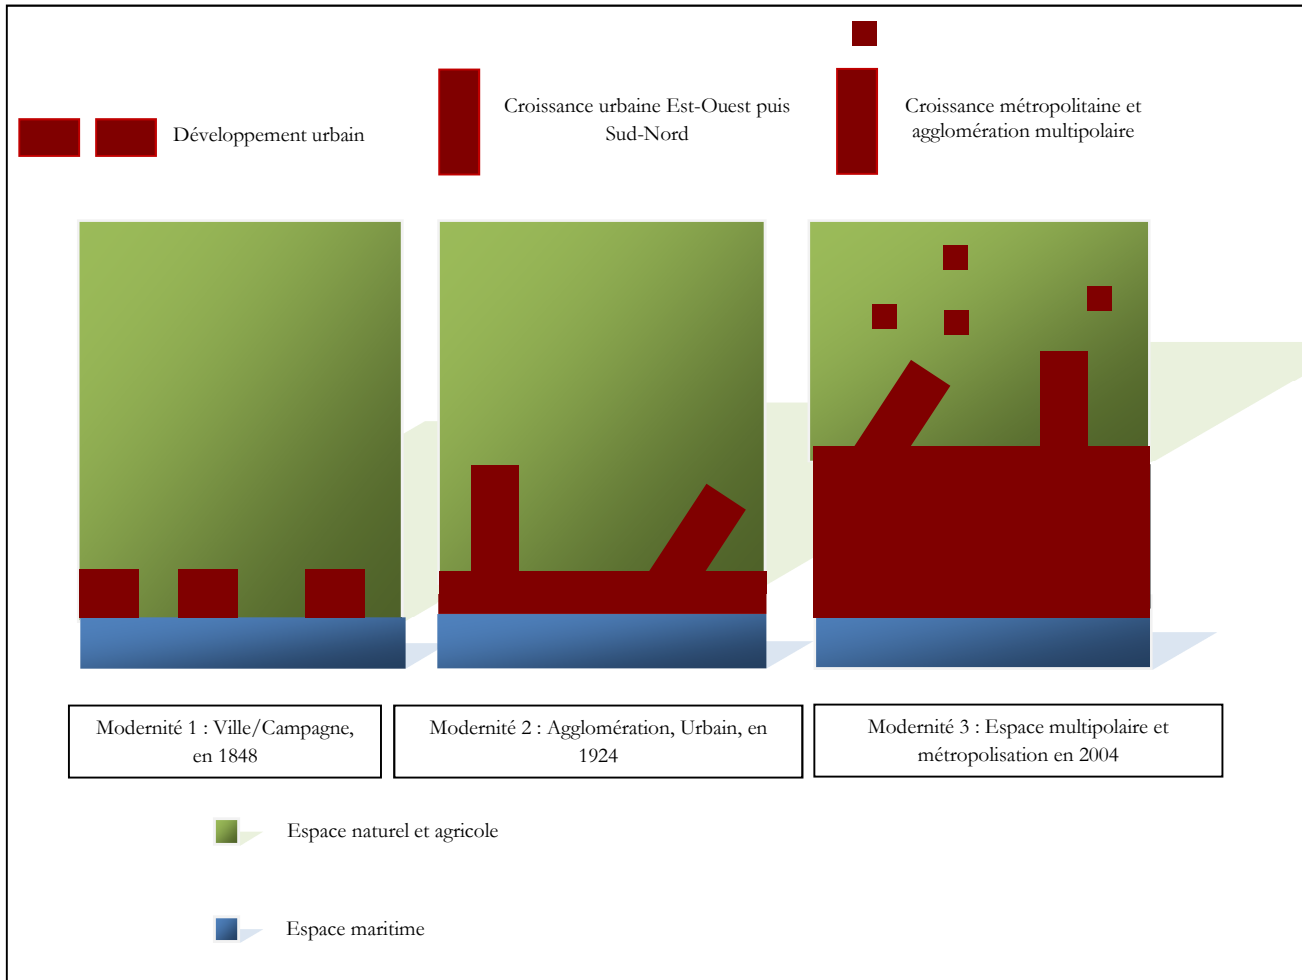 Développement urbain
Croissance urbaine Est-Ouest puis
Sud-Nord
Croissance métropolitaine et
agglomération multipolaire
Modernité 1 : Ville/Campagne,
en 1848
Modernité 2 : Agglomération, Urbain, en
1924
Modernité 3 : Espace multipolaire et
métropolisation en 2004
Espace naturel et agricole
Espace maritime